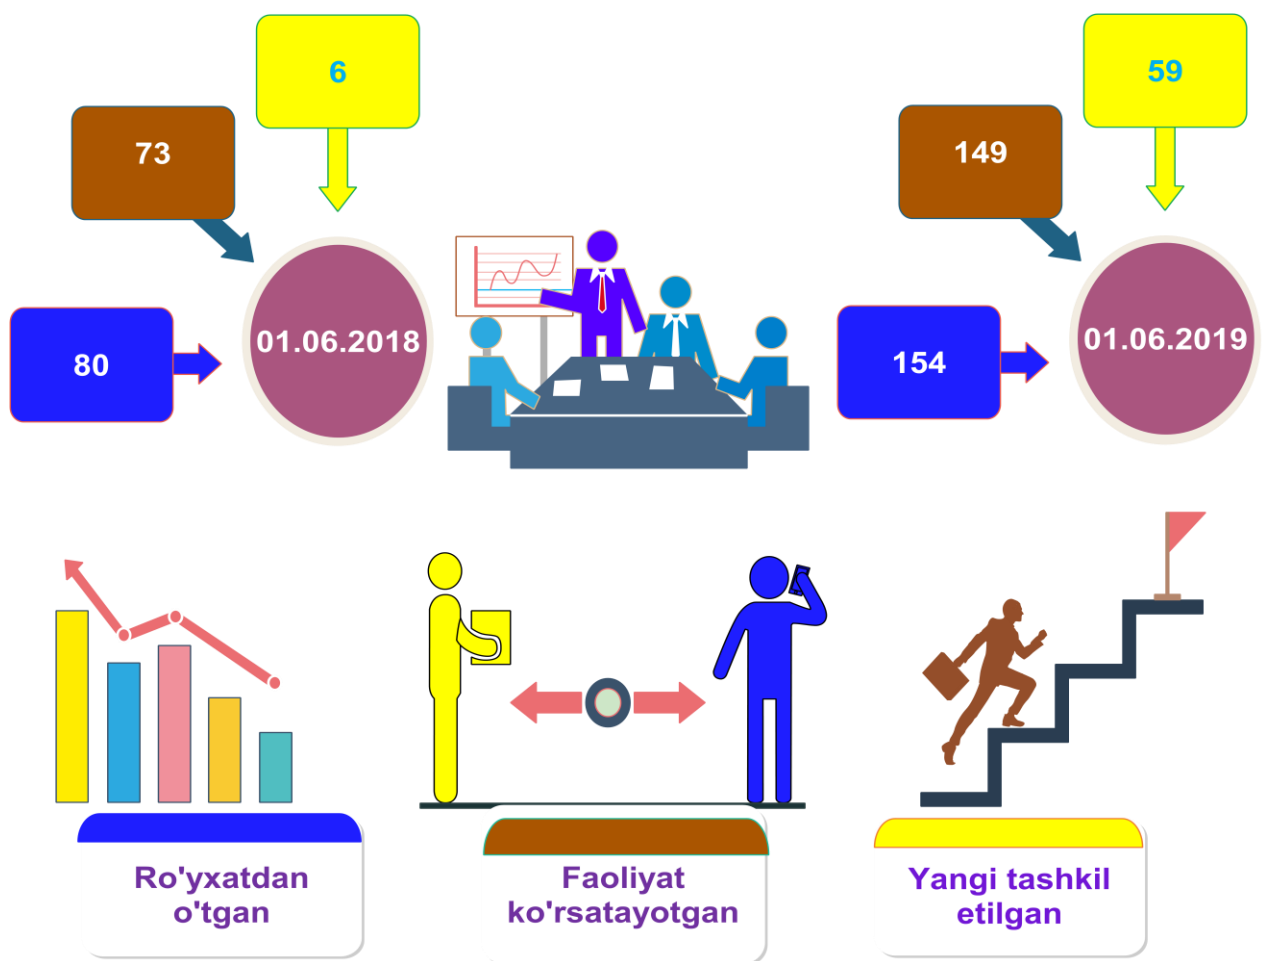 6
59
73
149
01.06.2018
01.06.2019
80
154
Ro'yxatdan
o'tgan
Faoliyat
ko'rsatayotgan
Yangi tashkil
etilgan